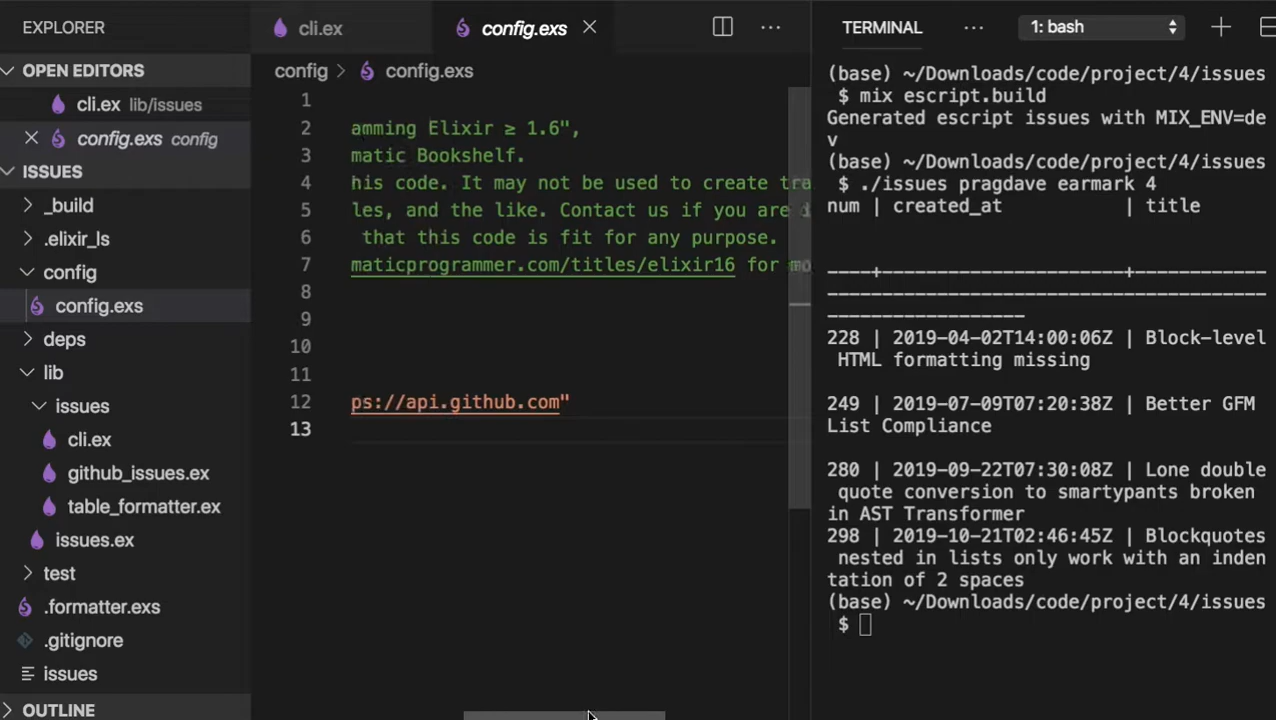 EXPLORER
OPEN EDITORS
cli.ex lib/issues
config.exs config
ISSUES
_build
.elixir_ls
config
config.exs
deps
lib
issues
cli.ex
github_issues.ex
table_formatter.ex
issues.ex
test
.formatter.exs
.gitignore
issues
OUTLINE
cli.ex
config.exs
config > config.exs
1
2 amming Elixir ≥ 1.6",
3 matic Bookshelf.
4 his code. It may not be used to create tra
5 les, and the like. Contact us if you are d
6 that this code is fit for any purpose.
7 maticprogrammer.com/titles/elixir16 for mo
8
9
10
11
12 ps://api.github.com"
13
TERMINAL
1: bash
(base) ~/Downloads/code/project/4/issues
$ mix escript.build
Generated escript issues with MIX_ENV=de
v
(base) ~/Downloads/code/project/4/issues
$ ./issues pragdave earmark 4
num | created_at | title
----+----------------------+------------
----------------------------------------
------------------
228 | 2019-04-02T14:00:06Z | Block-level
HTML formatting missing
249 | 2019-07-09T07:20:38Z | Better GFM
List Compliance
280 | 2019-09-22T07:30:08Z | Lone double
quote conversion to smartypants broken
in AST Transformer
298 | 2019-10-21T02:46:45Z | Blockquotes
nested in lists only work with an inden
tation of 2 spaces
(base) ~/Downloads/code/project/4/issues
$